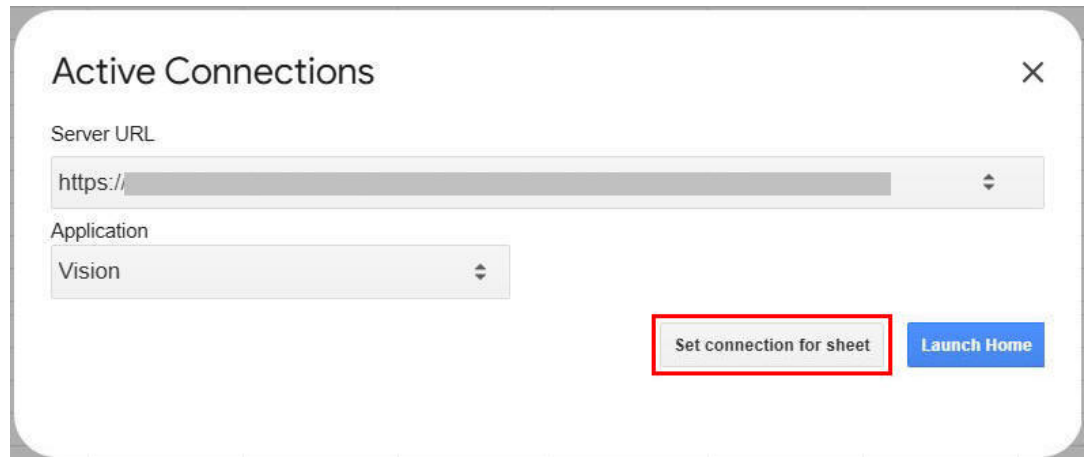 Active Connections
Server URL
https://
Application
Vision
Set connection for sheet
Launch Home